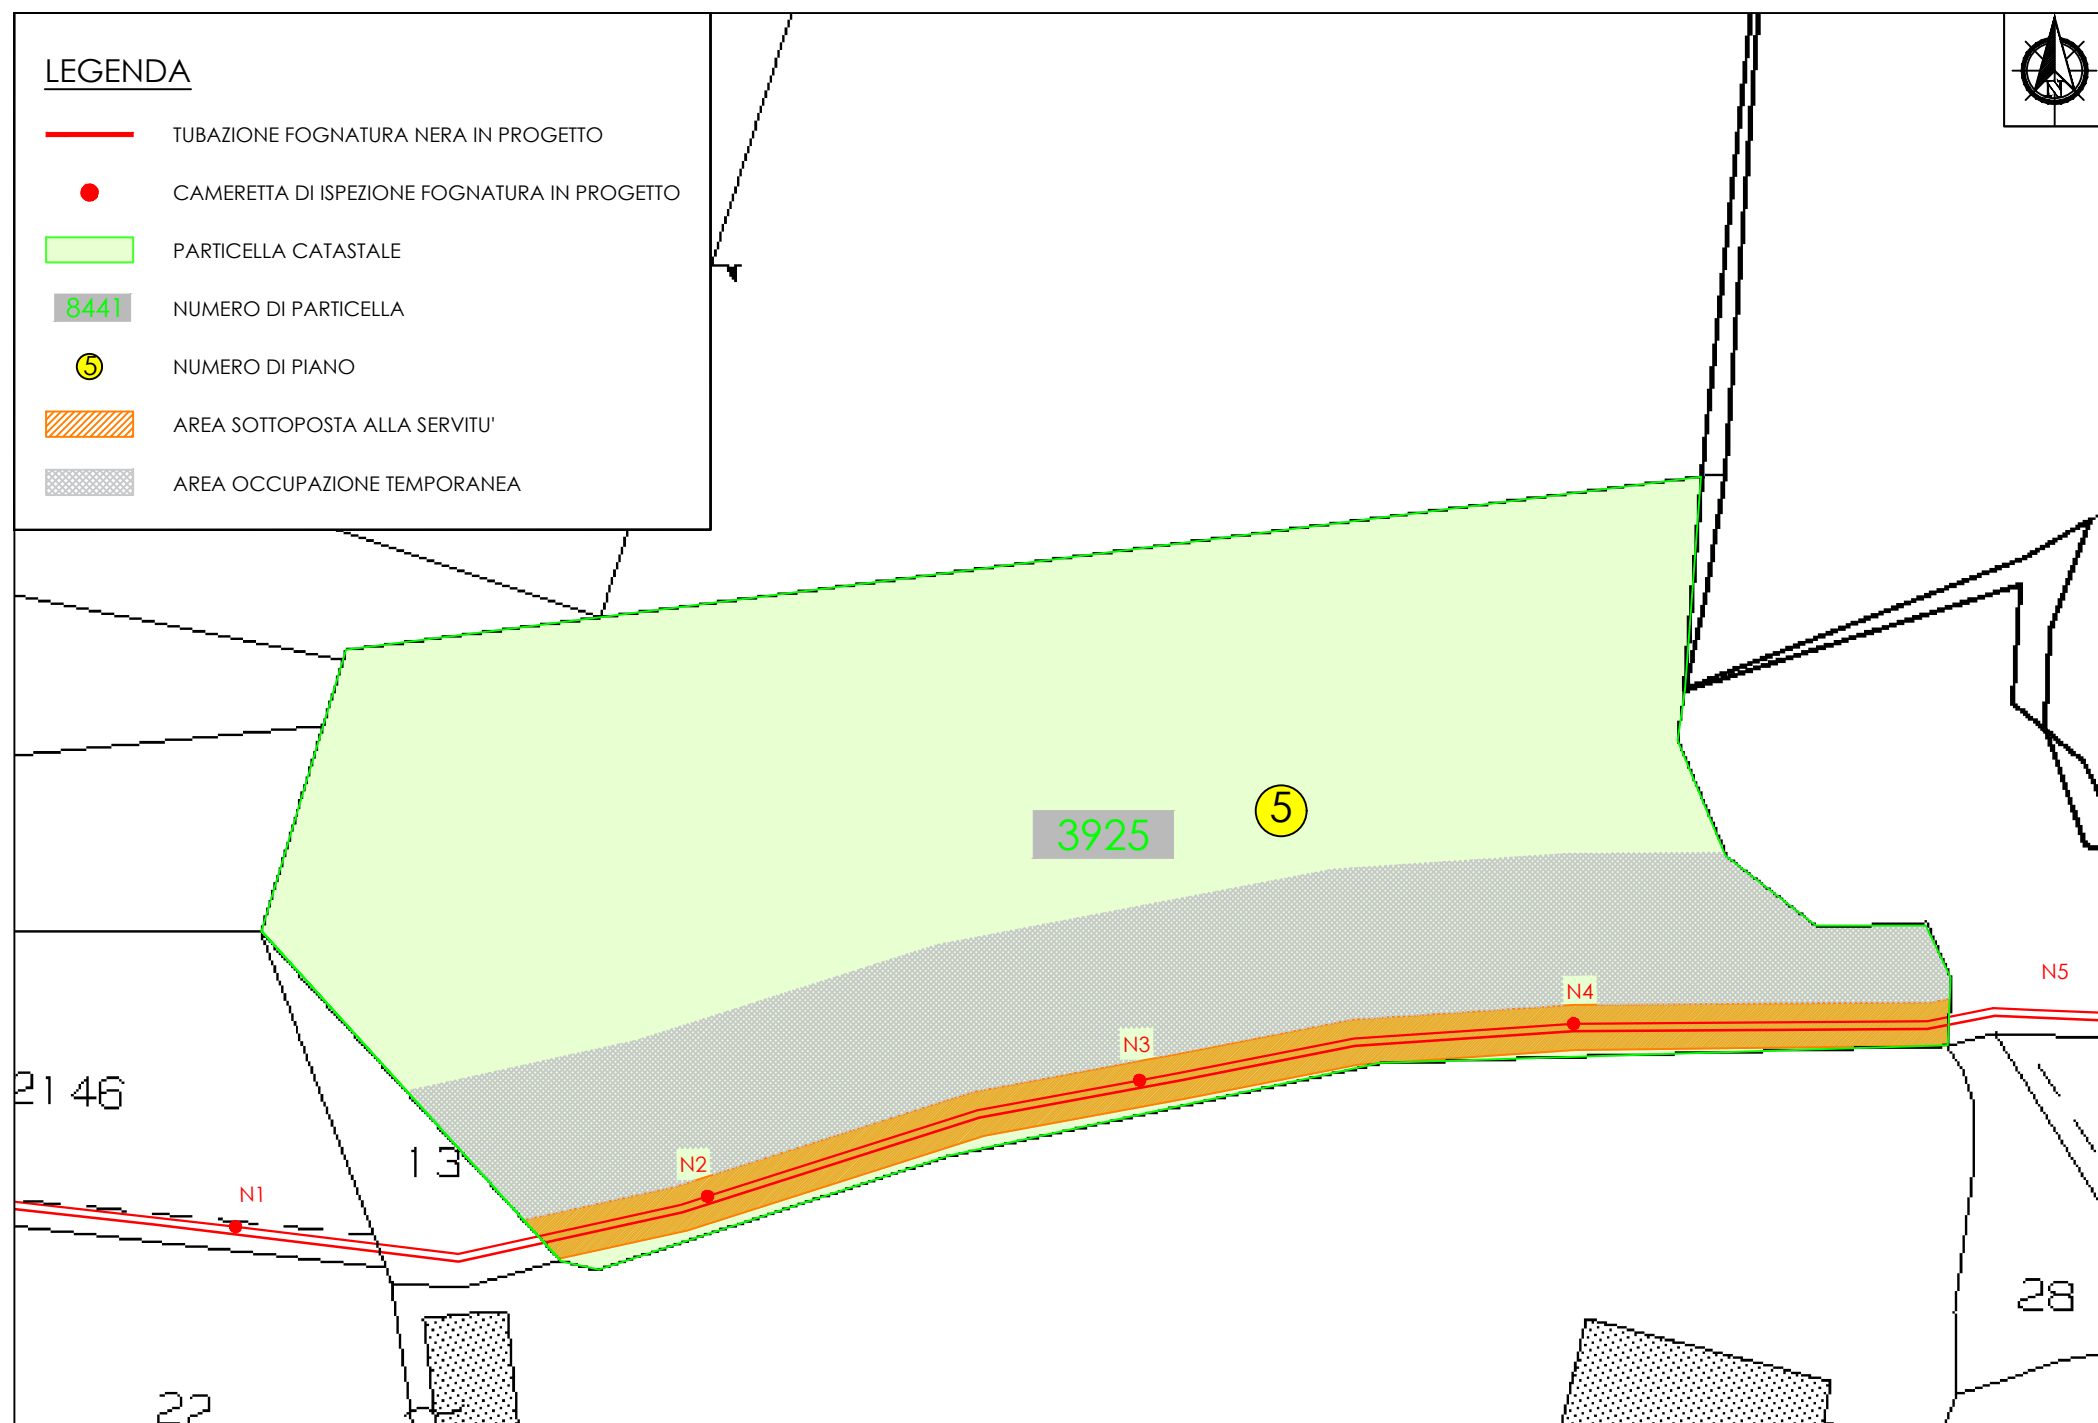 LEGENDA
TUBAZIONE FOGNATURA NERA IN PROGETTO
CAMERETTA DI ISPEZIONE FOGNATURA IN PROGETTO
PARTICELLA CATASTALE
8441 NUMERO DI PARTICELLA
5 NUMERO DI PIANO
AREA SOTTOPOSTA ALLA SERVITU'
AREA OCCUPAZIONE TEMPORANEA
N
3925
5
N5
N4
N3
2146
13
N2
N1
28
22